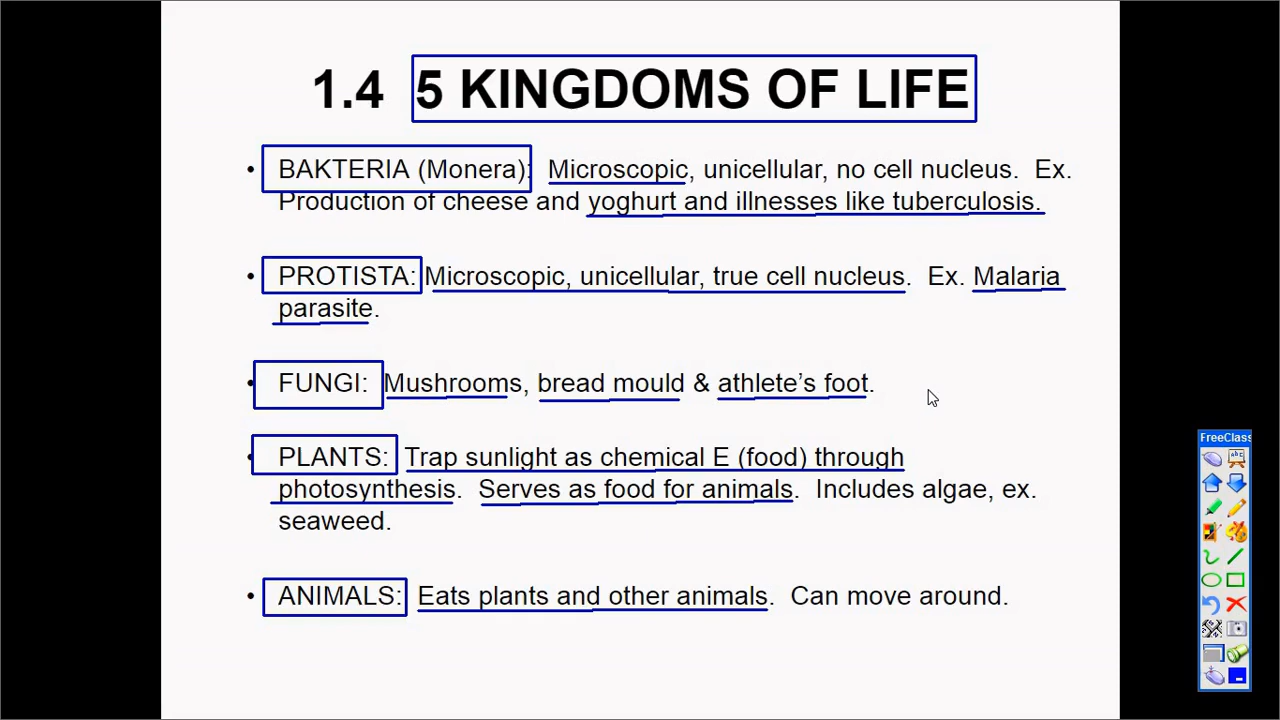 1.4 5 KINGDOMS OF LIFE
• BAKTERIA (Monera): Microscopic, unicellular, no cell nucleus. Ex.
Production of cheese and yoghurt and illnesses like tuberculosis.
• PROTISTA: Microscopic, unicellular, true cell nucleus. Ex. Malaria
parasite.
• FUNGI: Mushrooms, bread mould & athlete’s foot.
• PLANTS: Trap sunlight as chemical E (food) through
photosynthesis. Serves as food for animals. Includes algae, ex.
seaweed.
• ANIMALS: Eats plants and other animals. Can move around.
FreeClass